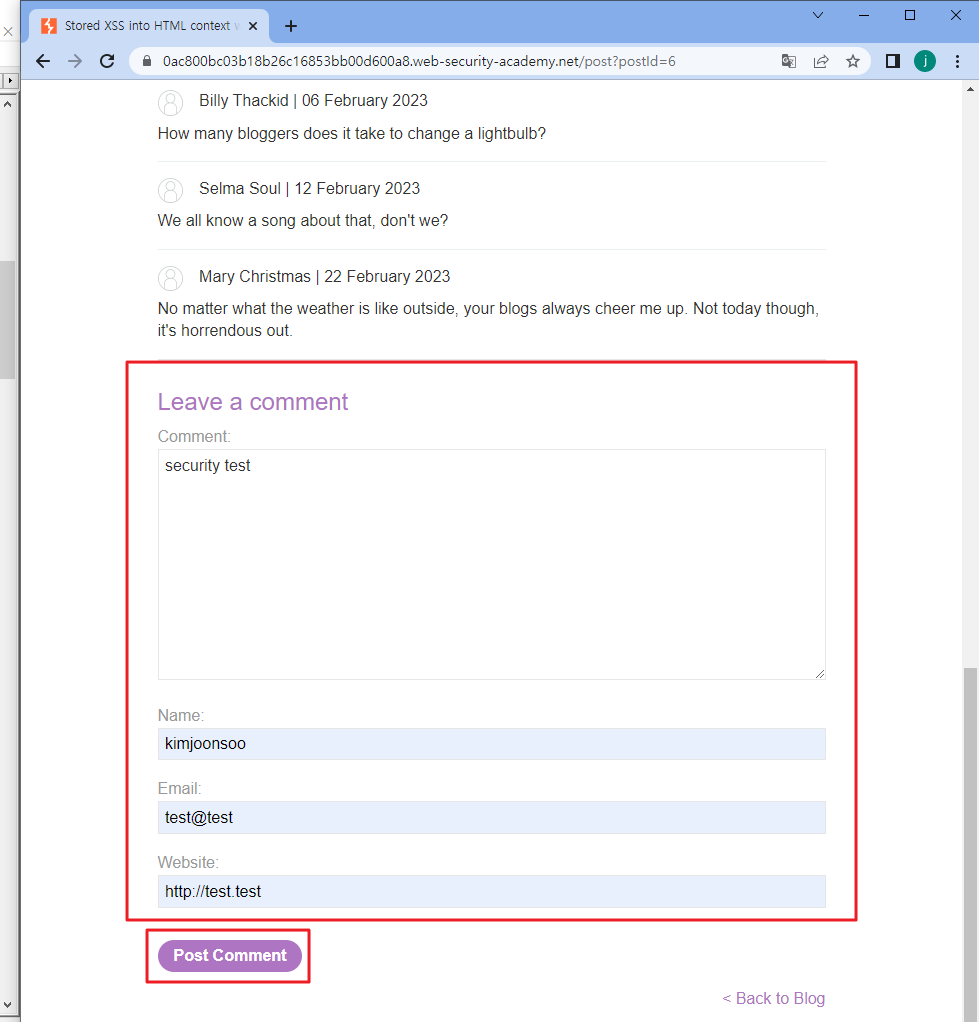 Stored XSS into HTML context v
0ac800bc03b18b26c16853bb00d600a8.web-security-academy.net/post?postId=6
j
Billy Thackid | 06 February 2023
How many bloggers does it take to change a lightbulb?
Selma Soul | 12 February 2023
We all know a song about that, don't we?
Mary Christmas | 22 February 2023
No matter what the weather is like outside, your blogs always cheer me up. Not today though,
it's horrendous out.
Leave a comment
Comment:
security test
Name:
kimjoonsoo
Email:
test@test
Website:
http://test.test
Post Comment
< Back to Blog